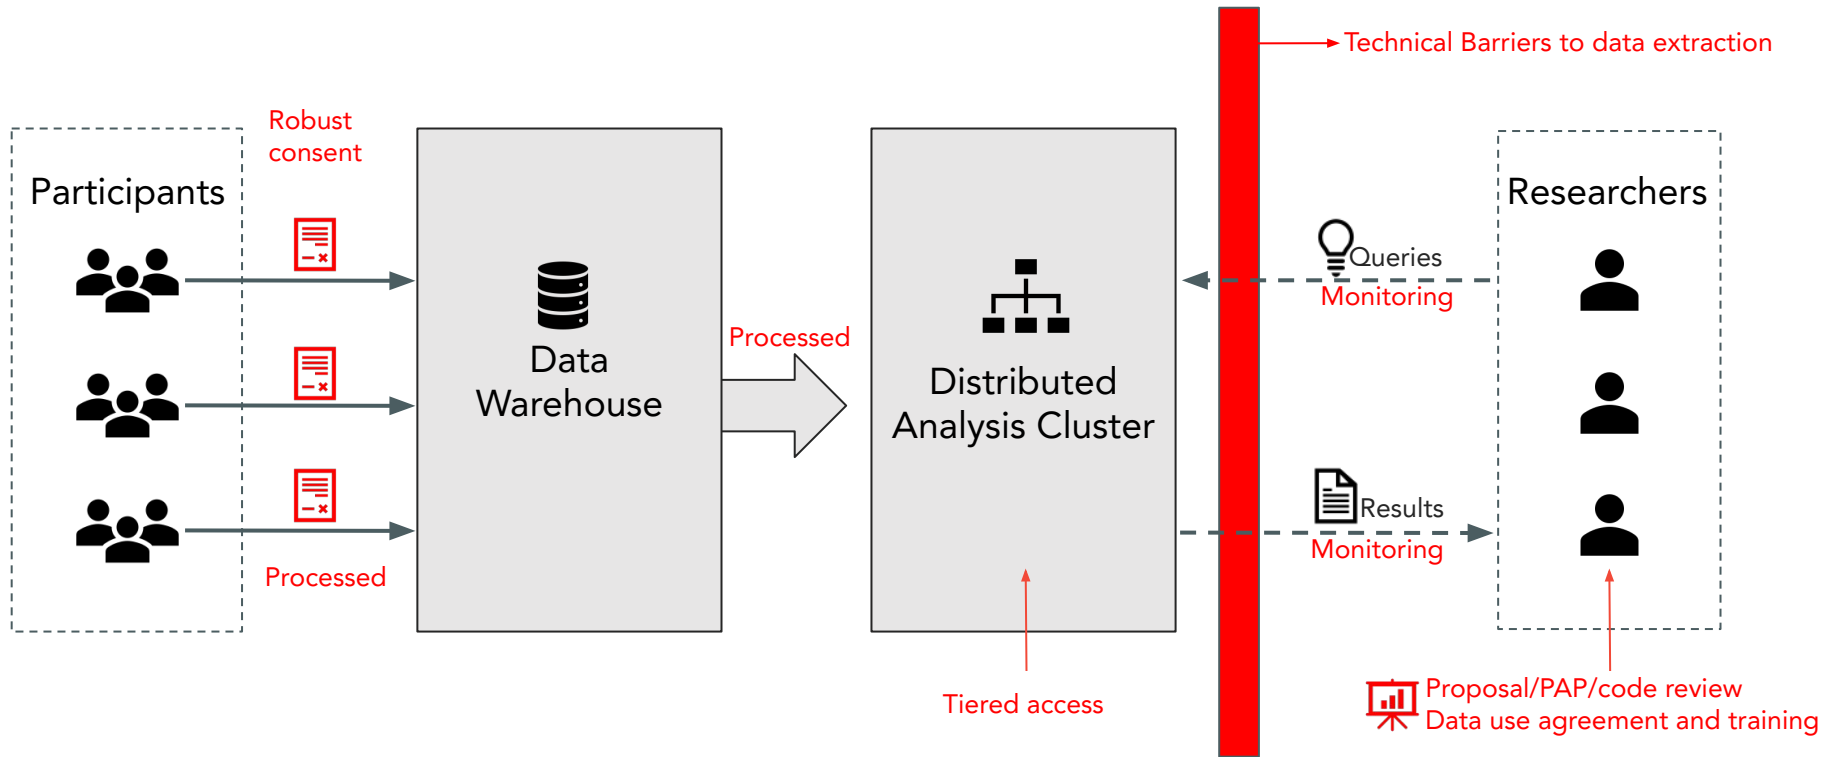 Technical Barriers to data extraction
Robust
consent
Participants
Processed
Data
Warehouse
Processed
Distributed
Analysis Cluster
Tiered access
Queries
Monitoring
Results
Monitoring
Researchers
Proposal/PAP/code review
Data use agreement and training